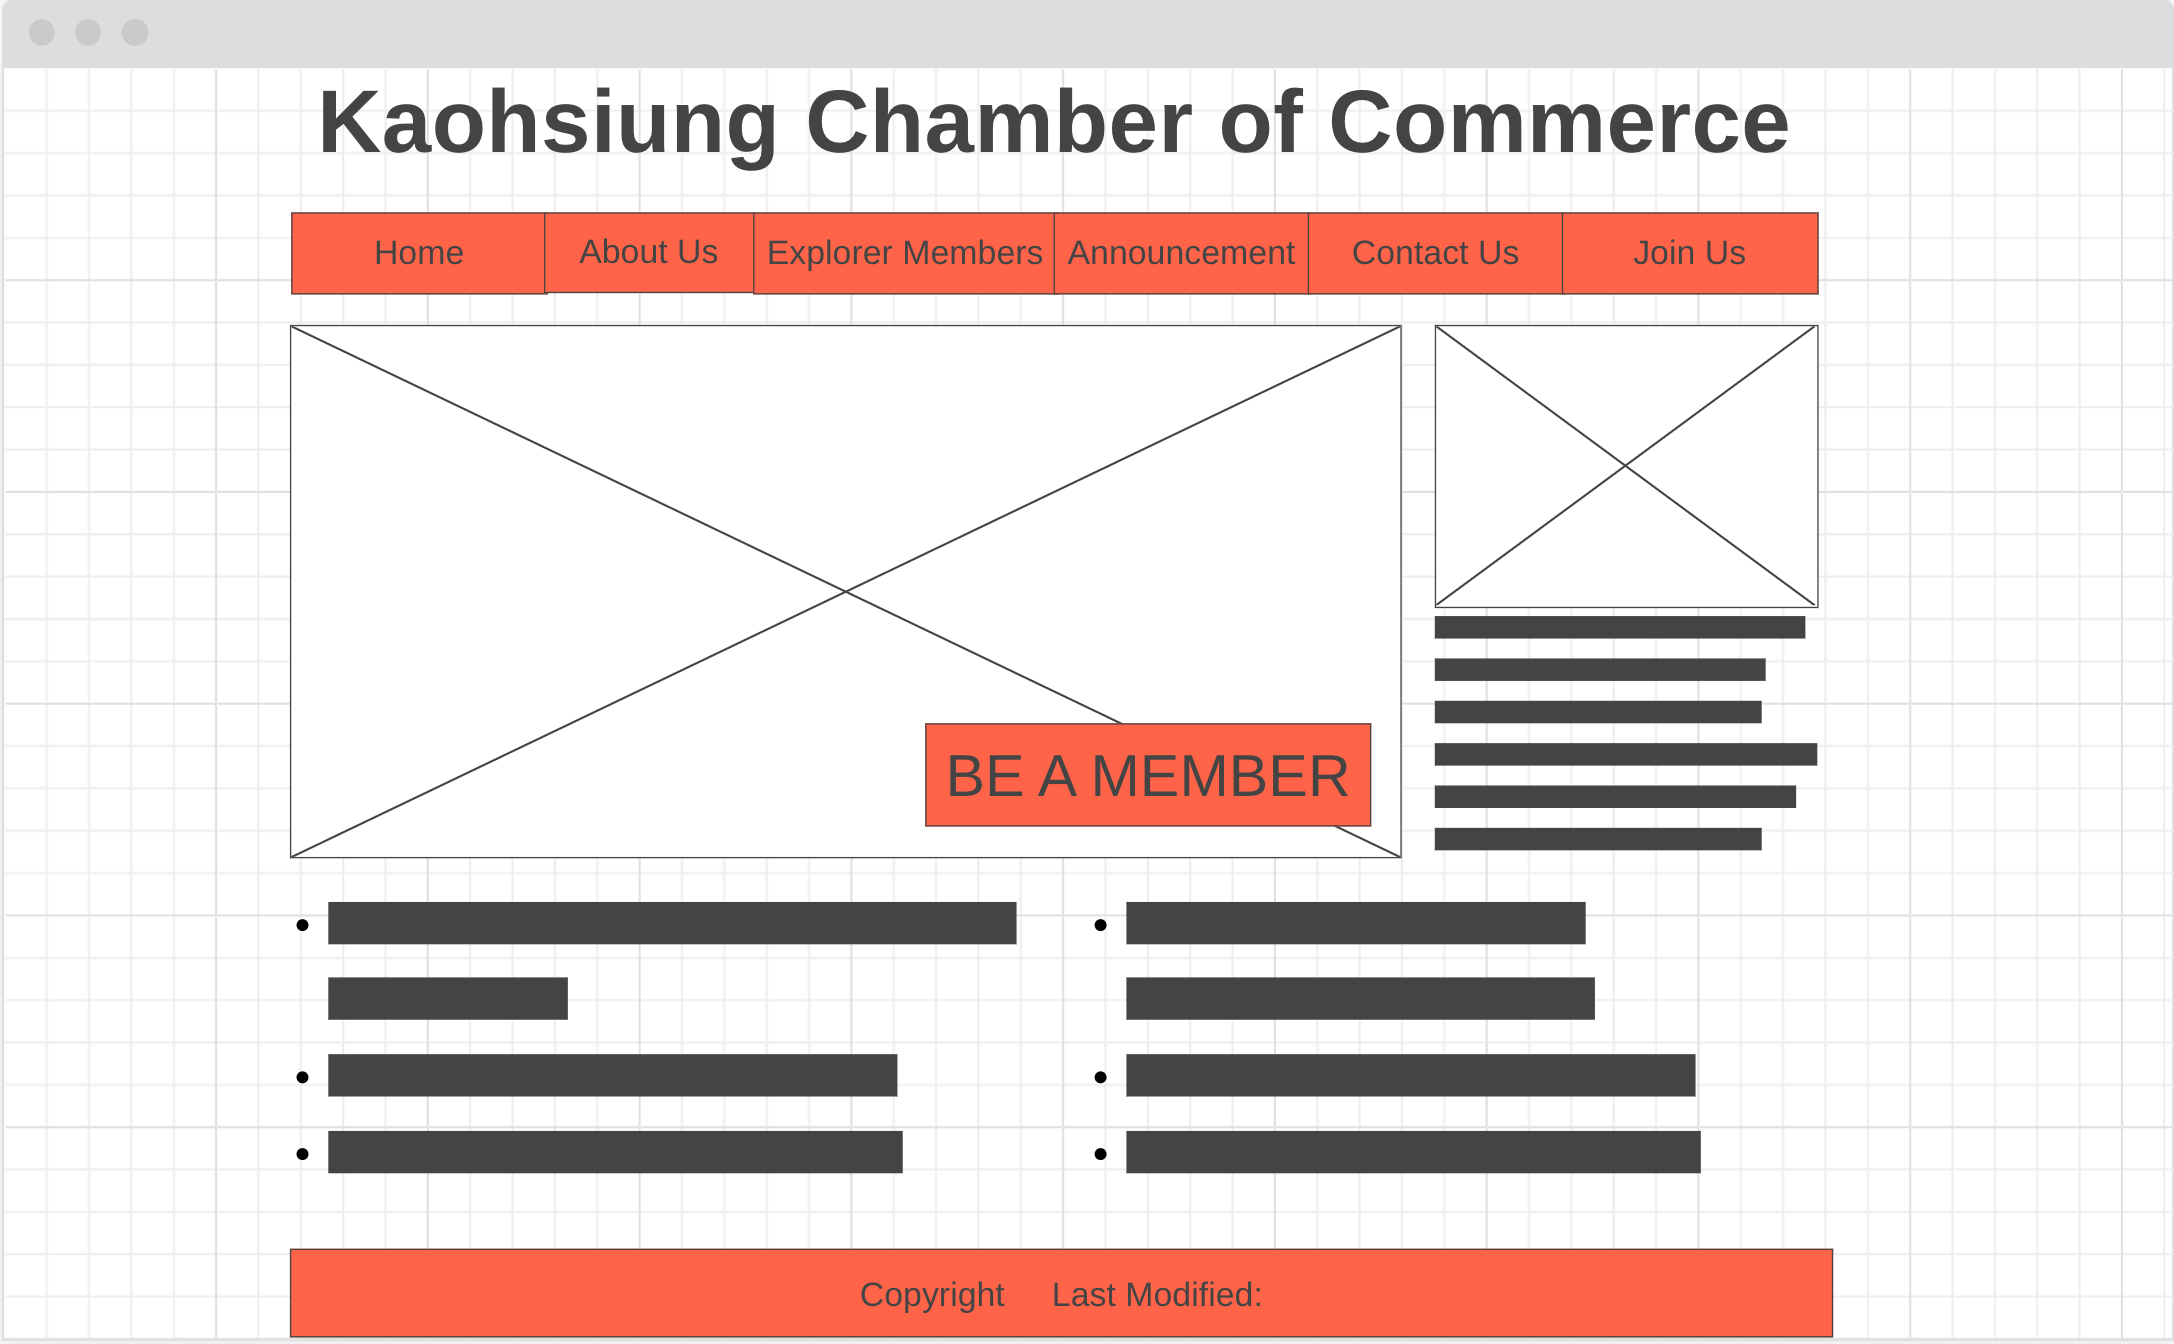 Kaohsiung Chamber of Commerce
Home About Us Explorer Members Announcement Contact Us Join Us
BE A MEMBER
Copyright Last Modified: